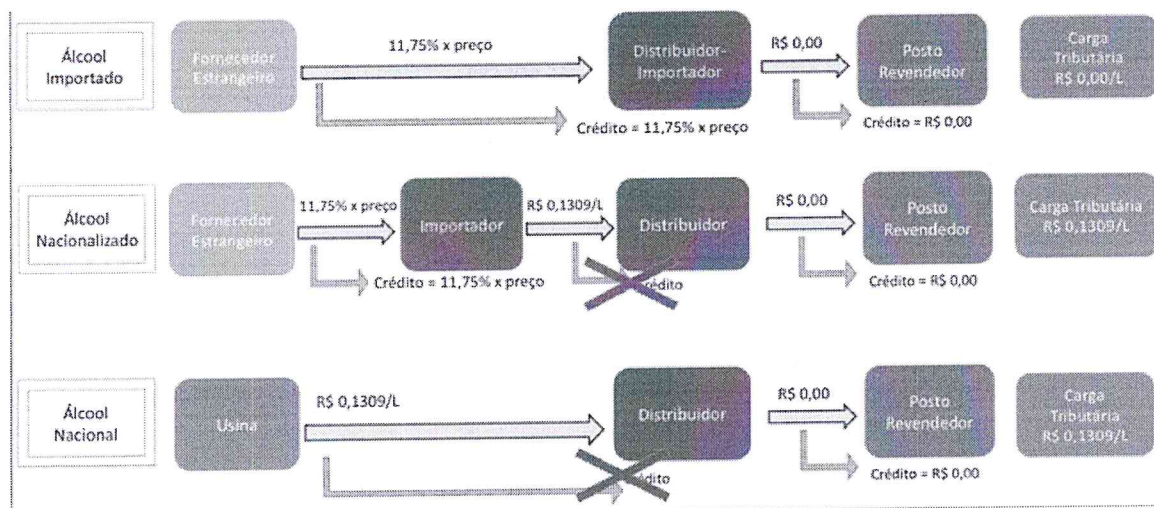 Álcool
Importado
Fornecedor
Estrangeiro
11,75% x preço
Crédito = 11,75% x preço
Distribuidor-
Importador
R$ 0,00
Crédito = R$ 0,00
Posto
Revendedor
Carga
Tributária
R$ 0,00/L
Álcool
Nacionalizado
Fornecedor
Estrangeiro
11,75% x preço
Crédito = 11,75% x preço
Importador
R$ 0,1309/L
Distribuidor
R$ 0,00
Crédito = R$ 0,00
Posto
Revendedor
Carga Tributária
R$ 0,1309/L
Álcool
Nacional
Usina
R$ 0,1309/L
Distribuidor
R$ 0,00
Crédito = R$ 0,00
Posto
Revendedor
Carga
Tributária
R$ 0,1309/L